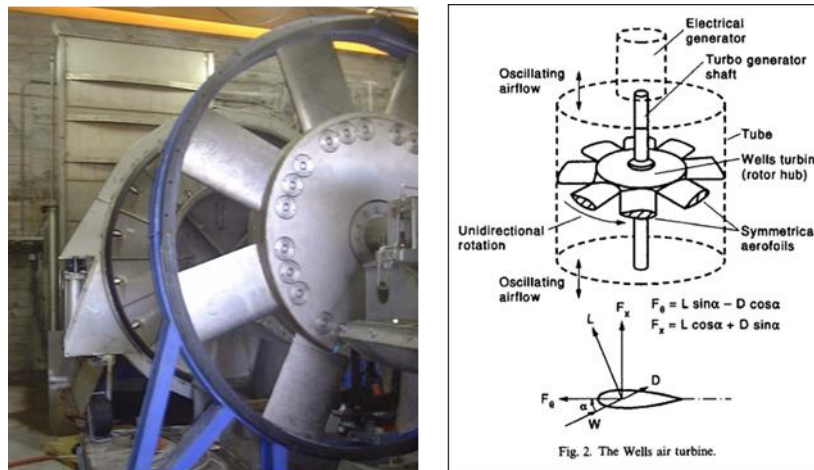 Electrical
generator
Turbo generator
shaft
Oscillating
airflow
Tube
Wells turbin
(rotor hub)
Unidirectional
rotation
Symmetrica
aerofoils
Oscillating
airflow
Fθ = L sinα − D cosα
Fx = L cosα + D sinα
L
Fx
D
Fθ
α
W
Fig. 2. The Wells air turbine.